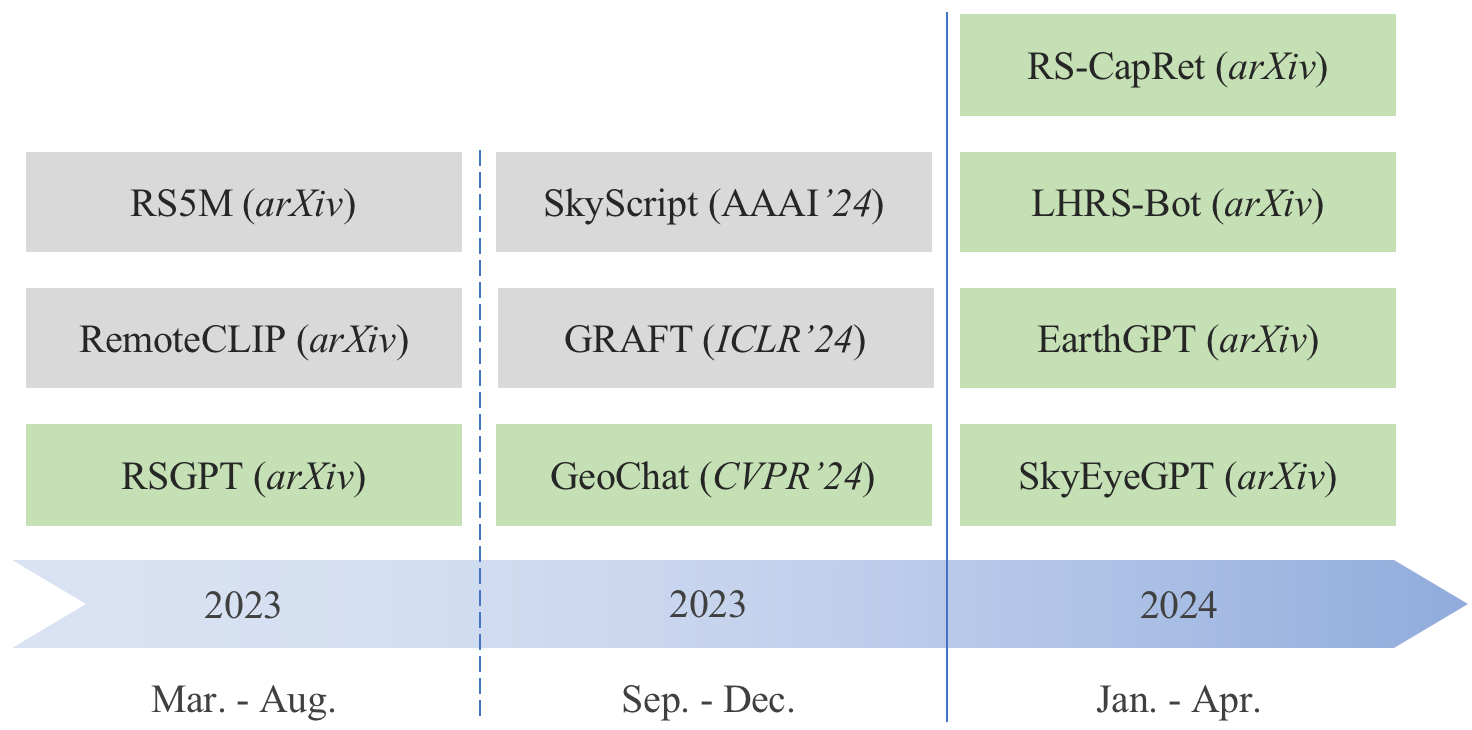 RS-CapRet (arXiv)
RS5M (arXiv)
SkyScript (AAAI’24)
LHRS-Bot (arXiv)
RemoteCLIP (arXiv)
GRAFT (ICLR’24)
EarthGPT (arXiv)
RSGPT (arXiv)
GeoChat (CVPR’24)
SkyEyeGPT (arXiv)
2023
2023
2024
Mar. - Aug.
Sep. - Dec.
Jan. - Apr.